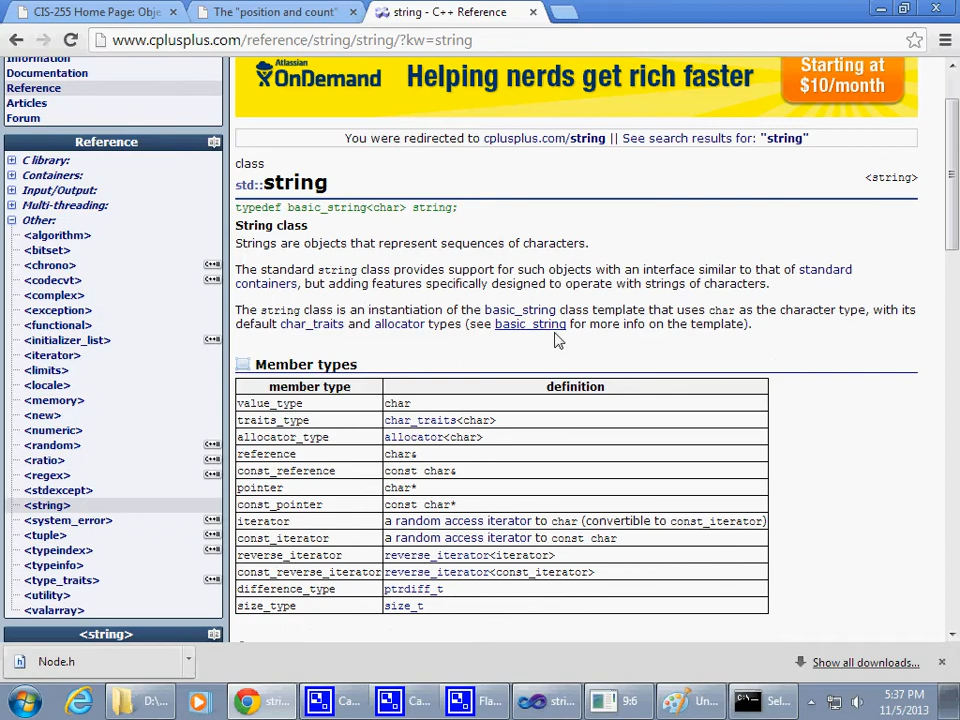 CIS-255 Home Page: Obje
The "position and count"
string - C++ Reference
www.cplusplus.com/reference/string/string/?kw=string
Information
Documentation
Reference
Articles
Forum
Reference
C library:
Containers:
Input/Output:
Multi-threading:
Other:
<algorithm>
<bitset>
<chrono>
<codecvt>
<complex>
<exception>
<functional>
<initializer_list>
<iterator>
<limits>
<locale>
<memory>
<new>
<numeric>
<random>
<ratio>
<regex>
<stdexcept>
<string>
<system_error>
<tuple>
<typeindex>
<typeinfo>
<type_traits>
<utility>
<valarray>
<string>
Atlassian
OnDemand
Helping nerds get rich faster
Starting at
$10/month
You were redirected to cplusplus.com/string || See search results for: "string"
class
std::string
<string>
typedef basic_string<char> string;
String class
Strings are objects that represent sequences of characters.
The standard string class provides support for such objects with an interface similar to that of standard
containers, but adding features specifically designed to operate with strings of characters.
The string class is an instantiation of the basic_string class template that uses char as the character type, with its
default char_traits and allocator types (see basic_string for more info on the template).
Member types
member type definition
value_type char
traits_type char_traits<char>
allocator_type allocator<char>
reference char&
const_reference const char&
pointer char*
const_pointer const char*
iterator a random access iterator to char (convertible to const_iterator)
const_iterator a random access iterator to const char
reverse_iterator reverse_iterator<iterator>
const_reverse_iterator reverse_iterator<const_iterator>
difference_type ptrdiff_t
size_type size_t
Node.h
Show all downloads...
D:\...
stri...
Ca...
Ca...
Fla...
stri...
9:6
Un...
Sel...
5:37 PM
11/5/2013